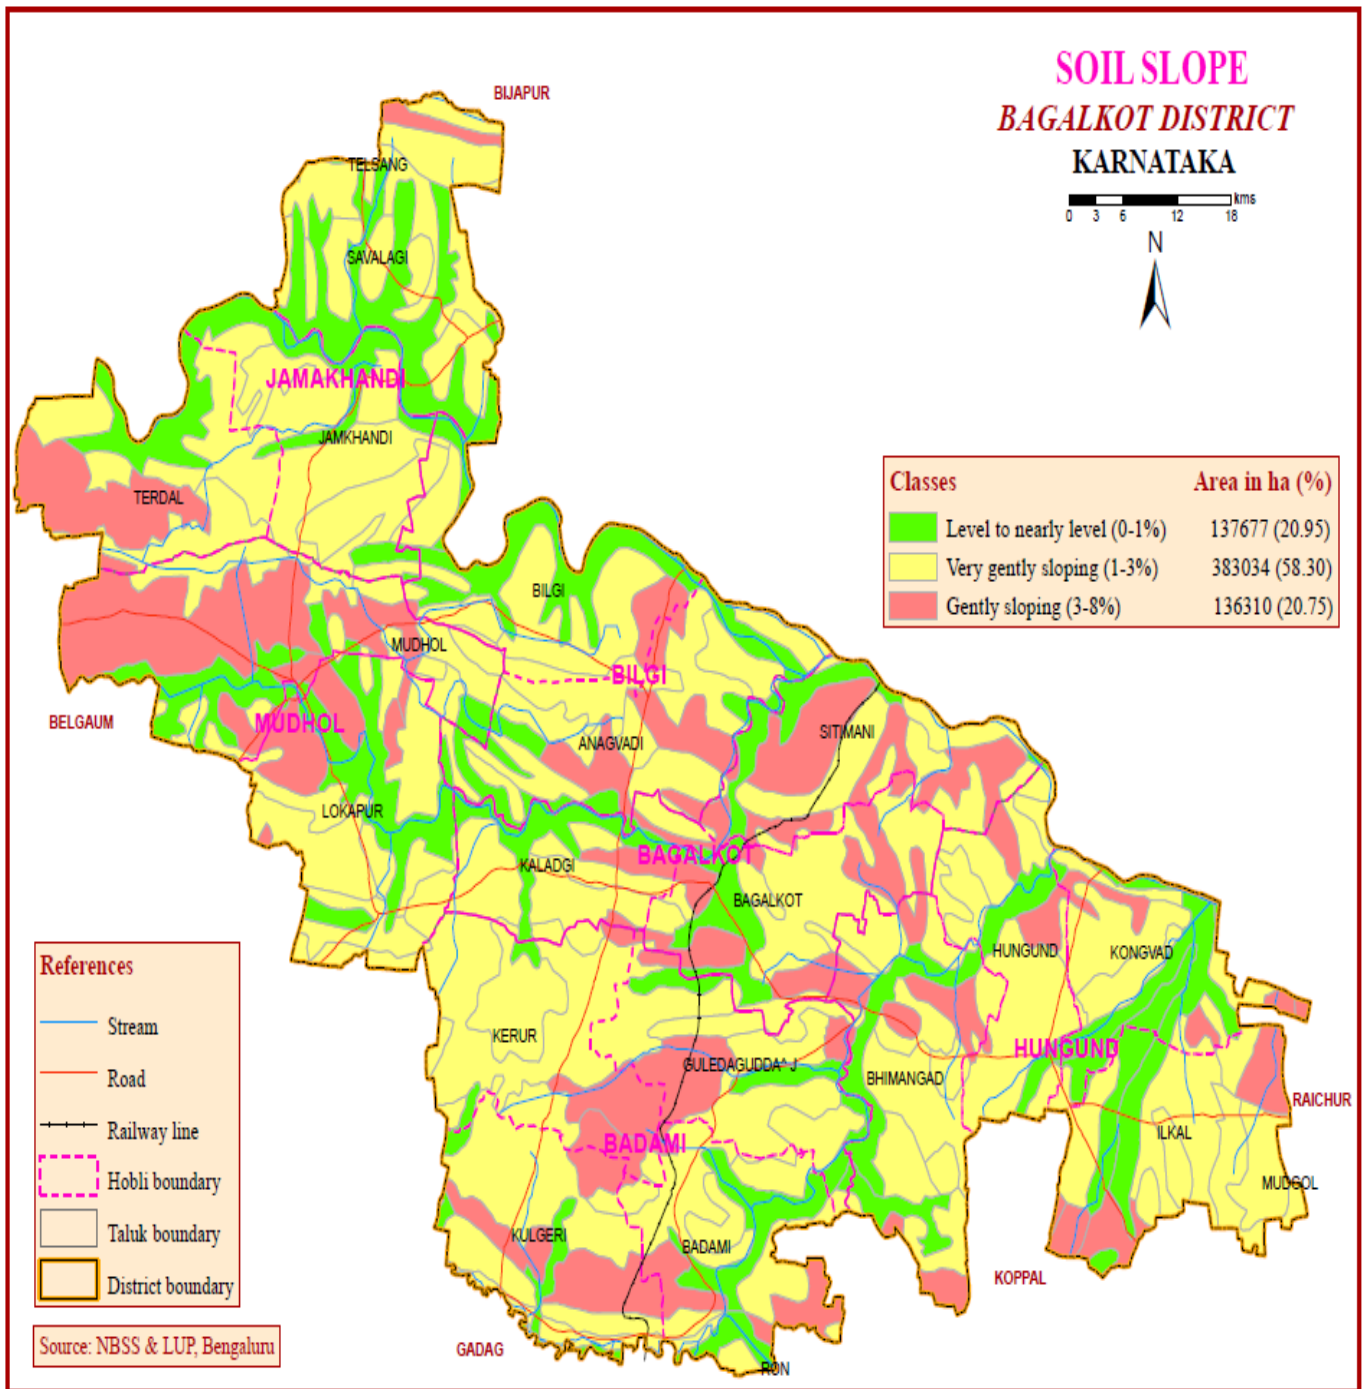 SOIL SLOPE
BAGALKOT DISTRICT
KARNATAKA
kms
0 3 6 12 18
N
BIJAPUR
TELSANG
SAVALAGI
JAMAKHANDI
JAMKHANDI
TERDAL
Classes Area in ha (%)
Level to nearly level (0-1%) 137677 (20.95)
Very gently sloping (1-3%) 383034 (58.30)
Gently sloping (3-8%) 136310 (20.75)
BILGI
MUDHOL
BILGI
BELGAUM
MUDHOL
ANAGVADI
SITIMANI
LOKAPUR
BAGALKOT
KALADGI
BAGALKOT
HUNGUND
KONGVAD
KERUR
HUNGUND
GULEDAGUDDA^ J
BHIMANGAD
RAICHUR
ILKAL
BADAMI
MUDGOL
KULGERI
BADAMI
KOPPAL
GADAG
RON
References
Stream
Road
Railway line
Hobli boundary
Taluk boundary
District boundary
Source: NBSS & LUP, Bengaluru